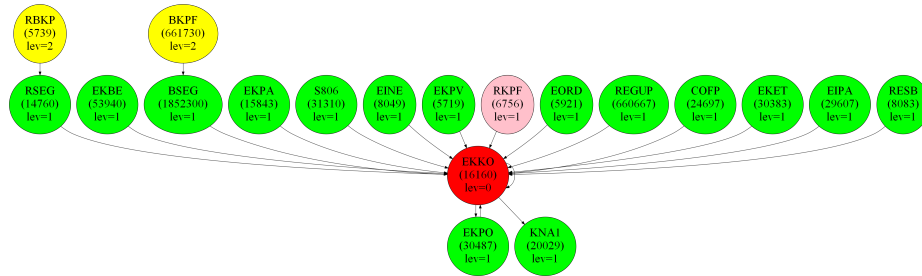 RBKP
(5739)
lev=2
BKPF
(661730)
lev=2
RSEG
(14760)
lev=1
EKBE
(53940)
lev=1
BSEG
(1852300)
lev=1
EKPA
(15843)
lev=1
S806
(31310)
lev=1
EINE
(8049)
lev=1
EKPV
(5719)
lev=1
RKPF
(6756)
lev=1
EORD
(5921)
lev=1
REGUP
(660667)
lev=1
COFP
(24697)
lev=1
EKET
(30383)
lev=1
EIPA
(29607)
lev=1
RESB
(8083)
lev=1
EKKO
(16160)
lev=0
EKPO
(30487)
lev=1
KNA1
(20029)
lev=1